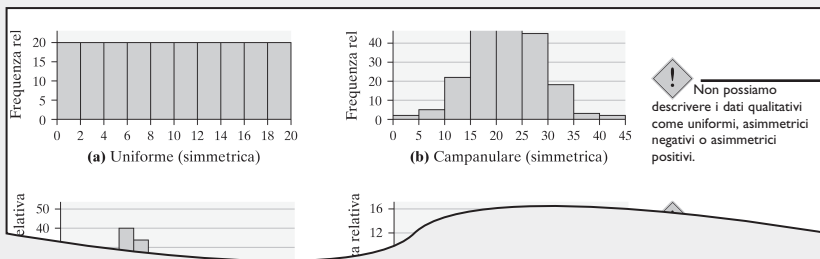 Frequenza rel
20
15
10
5
0
0 2 4 6 8 10 12 14 16 18 20
(a) Uniforme (simmetrica)
Frequenza rel
40
30
20
10
0
0 5 10 15 20 25 30 35 40 45
(b) Campanulare (simmetrica)
!
Non possiamo
descrivere i dati qualitativi
come uniformi, asimmetrici
negativi o asimmetrici
positivi.
elativa
50
40
a relativa
16
12